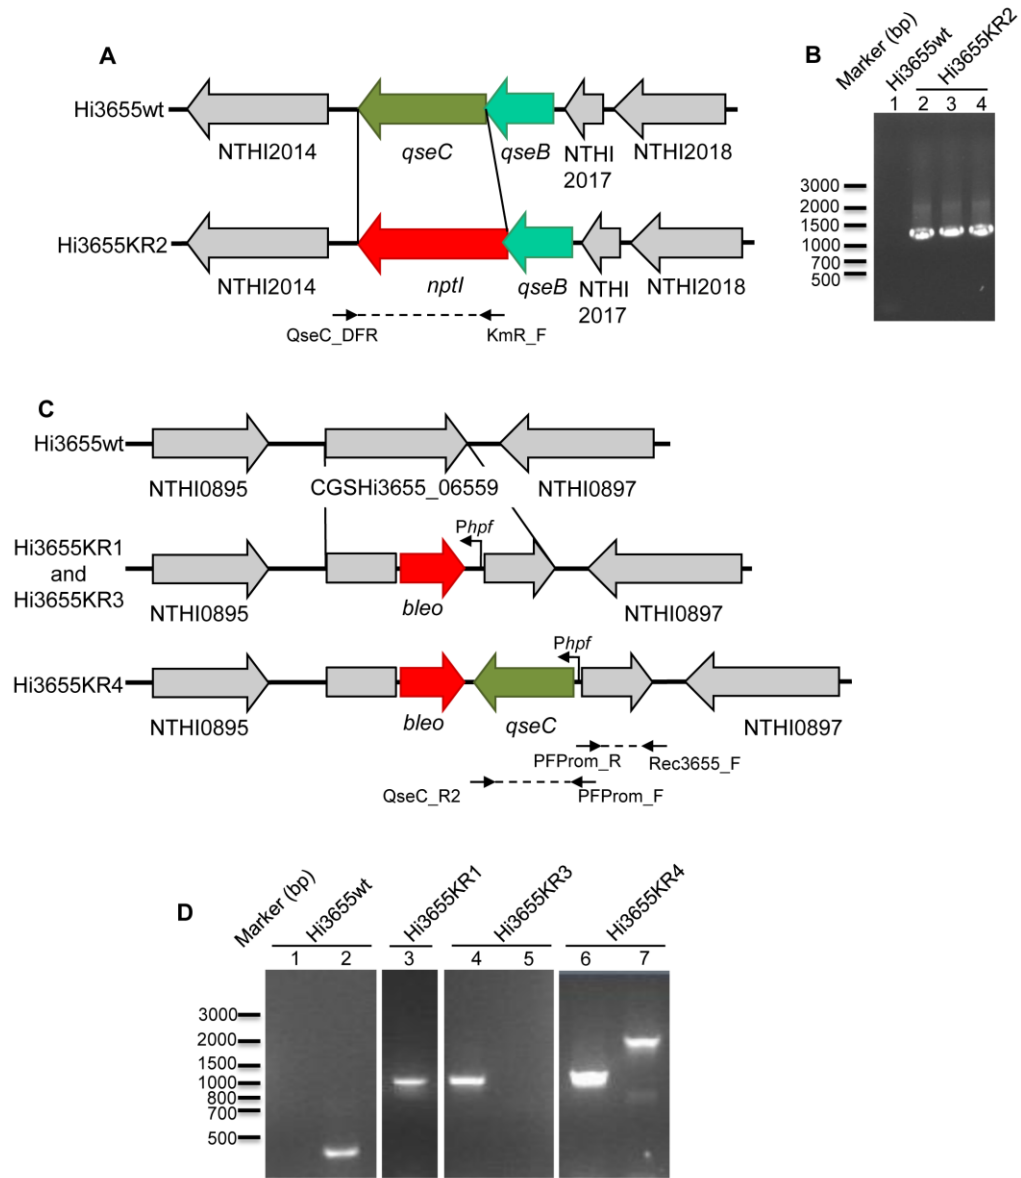 A
Hi3655wt
NTHI2014
qseC
qseB
NTHI
2017
NTHI2018
Hi3655KR2
NTHI2014
nptI
qseB
NTHI
2017
NTHI2018
QseC_DFR
KmR_F
B
Marker (bp)
Hi3655wt
Hi3655KR2
1 2 3 4
3000
2000
1500
1000
700
500
C
Hi3655wt
NTHI0895
CGSHi3655_06559
NTHI0897
Hi3655KR1
and
Hi3655KR3
Phpf
NTHI0895
bleo
NTHI0897
Hi3655KR4
Phpf
NTHI0895
bleo
qseC
NTHI0897
PFProm_R
Rec3655_F
QseC_R2
PFProm_F
D
Marker (bp)
Hi3655wt
Hi3655KR1
Hi3655KR3
Hi3655KR4
1 2 3 4 5 6 7
3000
2000
1500
1000
800
700
500